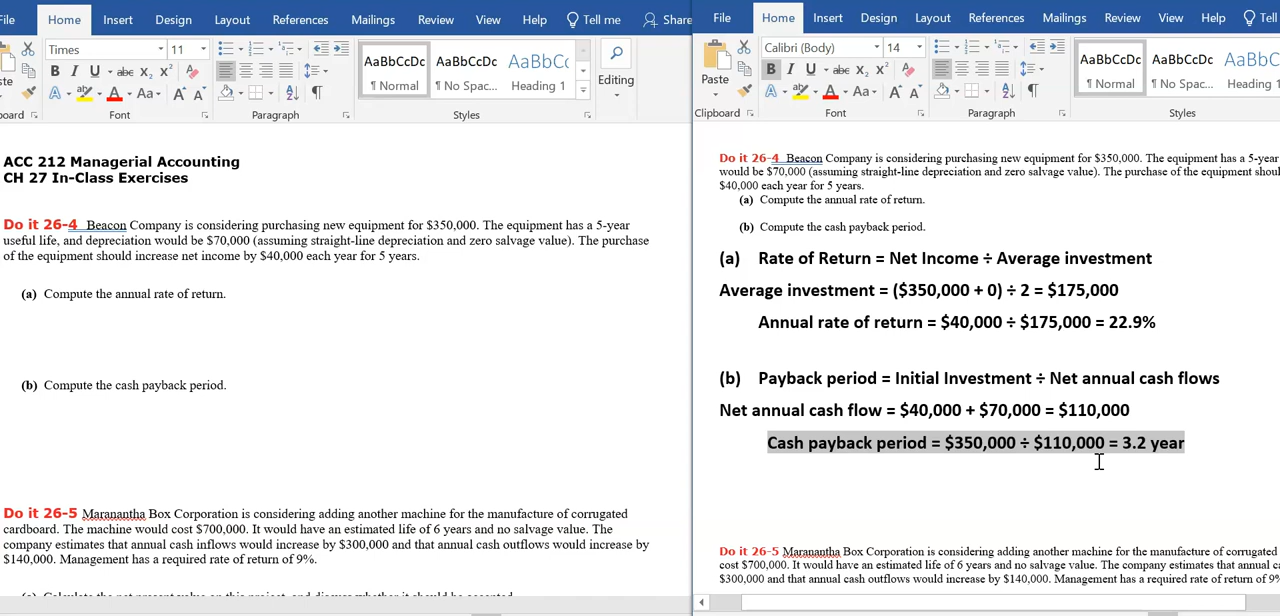 File Home Insert Design Layout References Mailings Review View Help Tell me Share
Times 11
AaBbCcDc AaBbCcDc AaBbCc
¶ Normal ¶ No Spac... Heading 1
Editing
Font Paragraph Styles
ACC 212 Managerial Accounting
CH 27 In-Class Exercises
Do it 26-4 Beacon Company is considering purchasing new equipment for $350,000. The equipment has a 5-year
useful life, and depreciation would be $70,000 (assuming straight-line depreciation and zero salvage value). The purchase
of the equipment should increase net income by $40,000 each year for 5 years.
(a) Compute the annual rate of return.
(b) Compute the cash payback period.
Do it 26-5 Maranantha Box Corporation is considering adding another machine for the manufacture of corrugated
cardboard. The machine would cost $700,000. It would have an estimated life of 6 years and no salvage value. The
company estimates that annual cash inflows would increase by $300,000 and that annual cash outflows would increase by
$140,000. Management has a required rate of return of 9%.
File Home Insert Design Layout References Mailings Review View Help Tell
Calibri (Body) 14
Paste
AaBbCcDc AaBbCcDc AaBbCc
¶ Normal ¶ No Spac... Heading 1
Clipboard Font Paragraph Styles
Do it 26-4 Beacon Company is considering purchasing new equipment for $350,000. The equipment has a 5-year
would be $70,000 (assuming straight-line depreciation and zero salvage value). The purchase of the equipment
$40,000 each year for 5 years.
(a) Compute the annual rate of return.
(b) Compute the cash payback period.
(a) Rate of Return = Net Income ÷ Average investment
Average investment = ($350,000 + 0) ÷ 2 = $175,000
Annual rate of return = $40,000 ÷ $175,000 = 22.9%
(b) Payback period = Initial Investment ÷ Net annual cash flows
Net annual cash flow = $40,000 + $70,000 = $110,000
Cash payback period = $350,000 ÷ $110,000 = 3.2 year
Do it 26-5 Maranantha Box Corporation is considering adding another machine for the manufacture of corrugated
cost $700,000. It would have an estimated life of 6 years and no salvage value. The company estimates that annual
$300,000 and that annual cash outflows would increase by $140,000. Management has a required rate of return of 9%